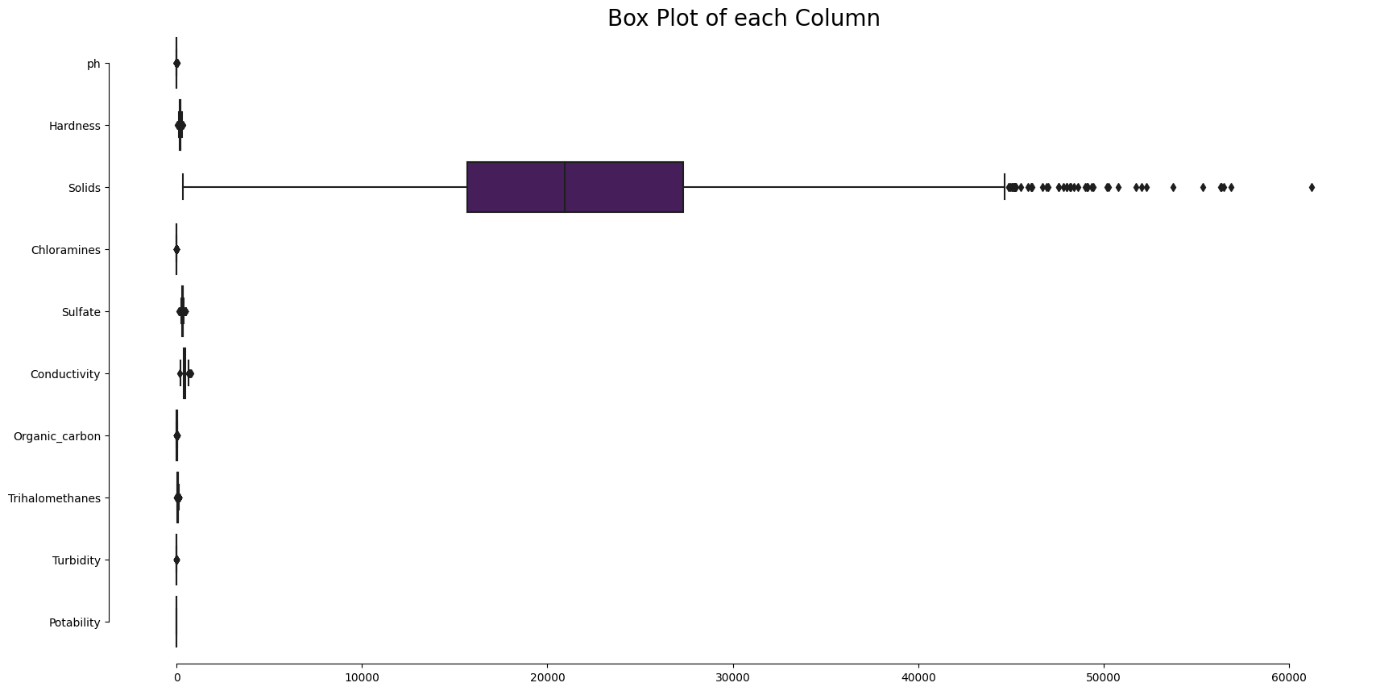 Box Plot of each Column
ph
Hardness
Solids
Chloramines
Sulfate
Conductivity
Organic_carbon
Trihalomethanes
Turbidity
Potability
0 10000 20000 30000 40000 50000 60000